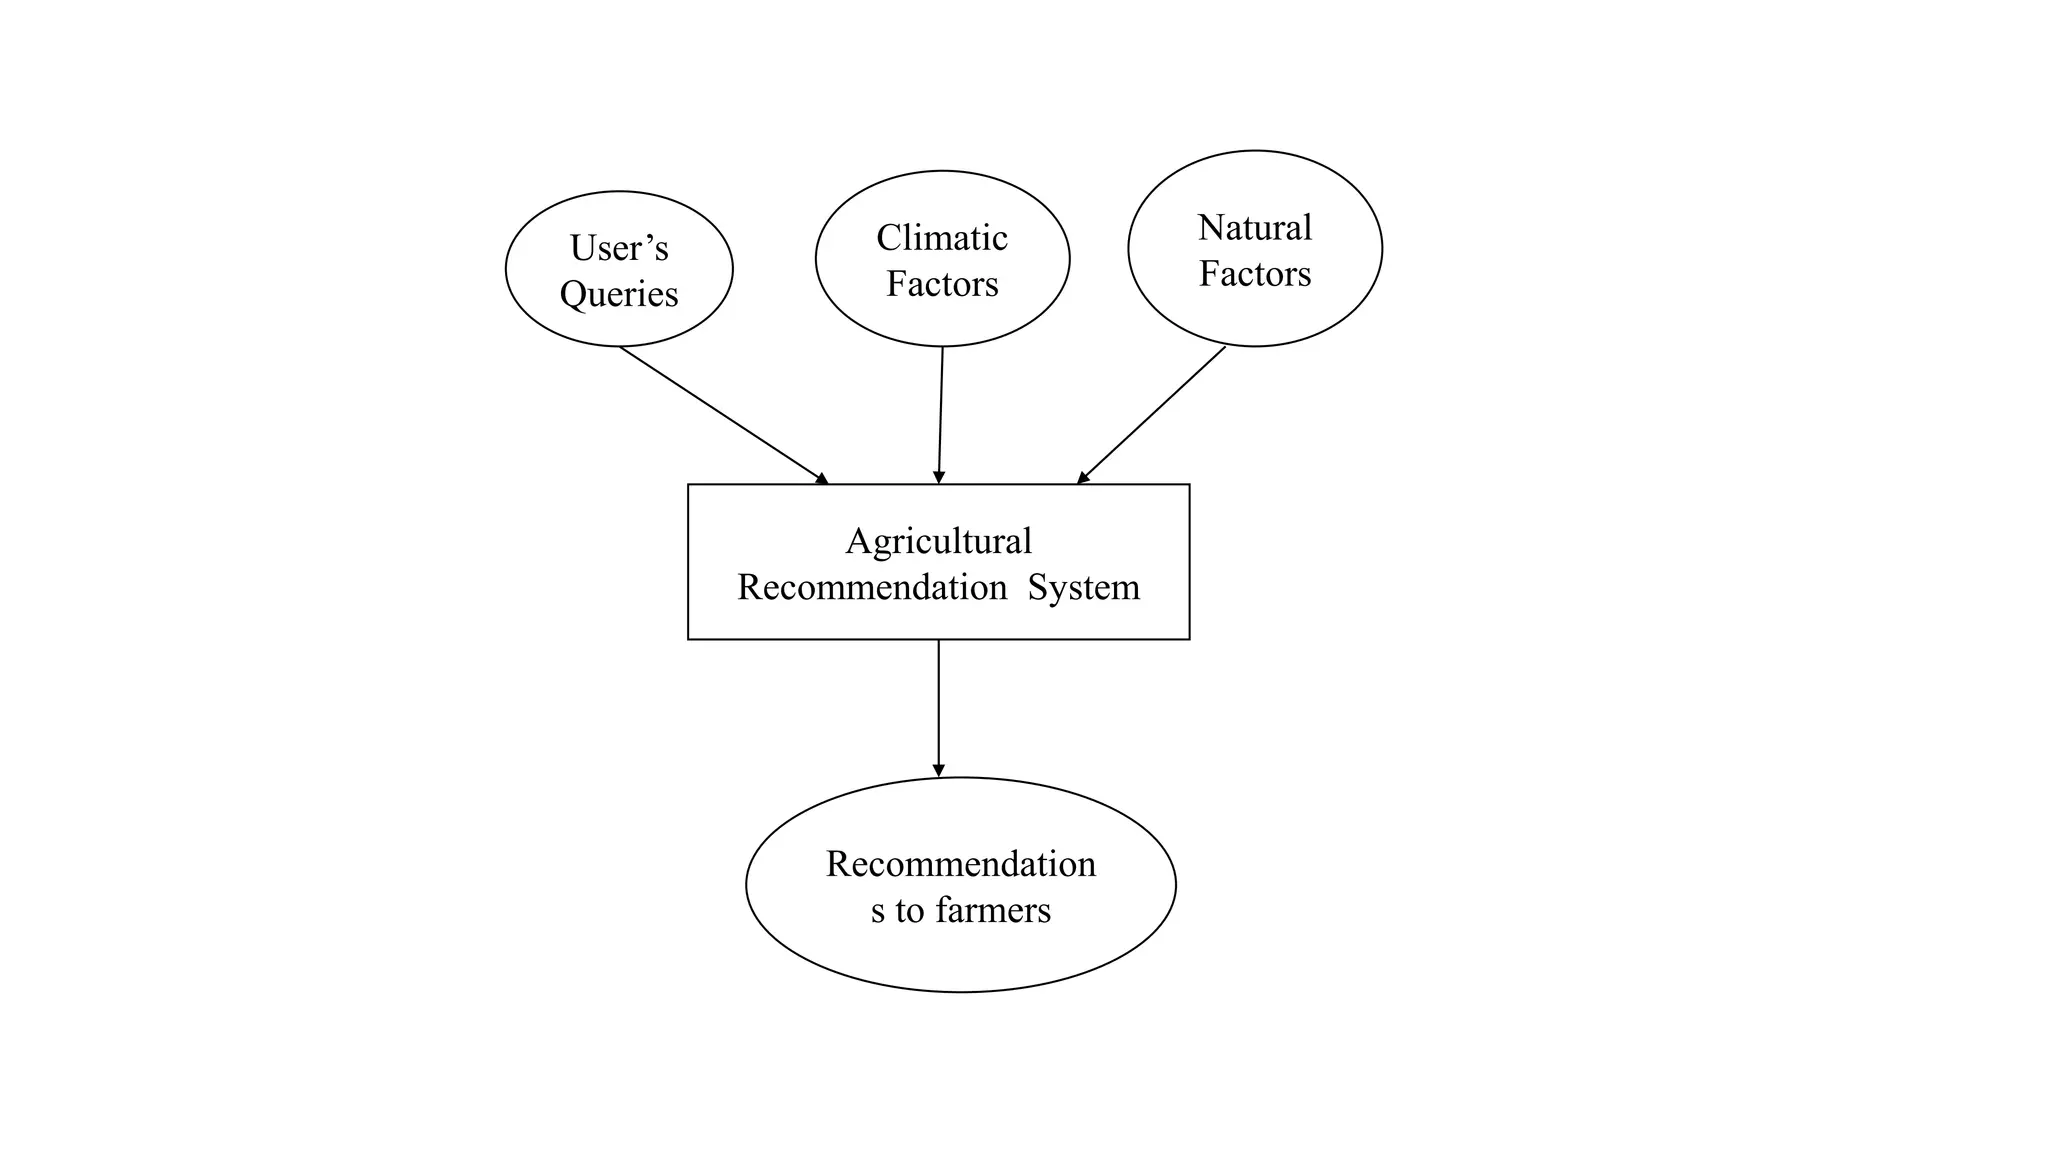 User’s
Queries
Climatic
Factors
Natural
Factors
Agricultural
Recommendation  System
Recommendation
s to farmers